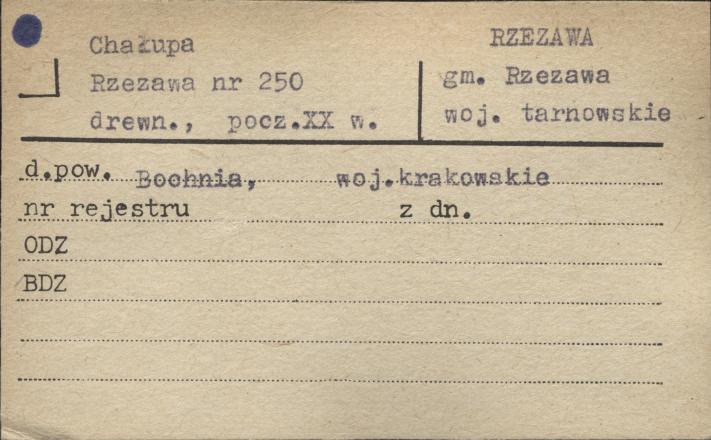 Chałupa
Rzezawa nr 250
drewn., pocz.XX w.
RZEZAWA
gm. Rzezawa
woj. tarnowskie
d.pow. Bochnia, woj.krakowskie
nr rejestru z dn.
ODZ
BDZ